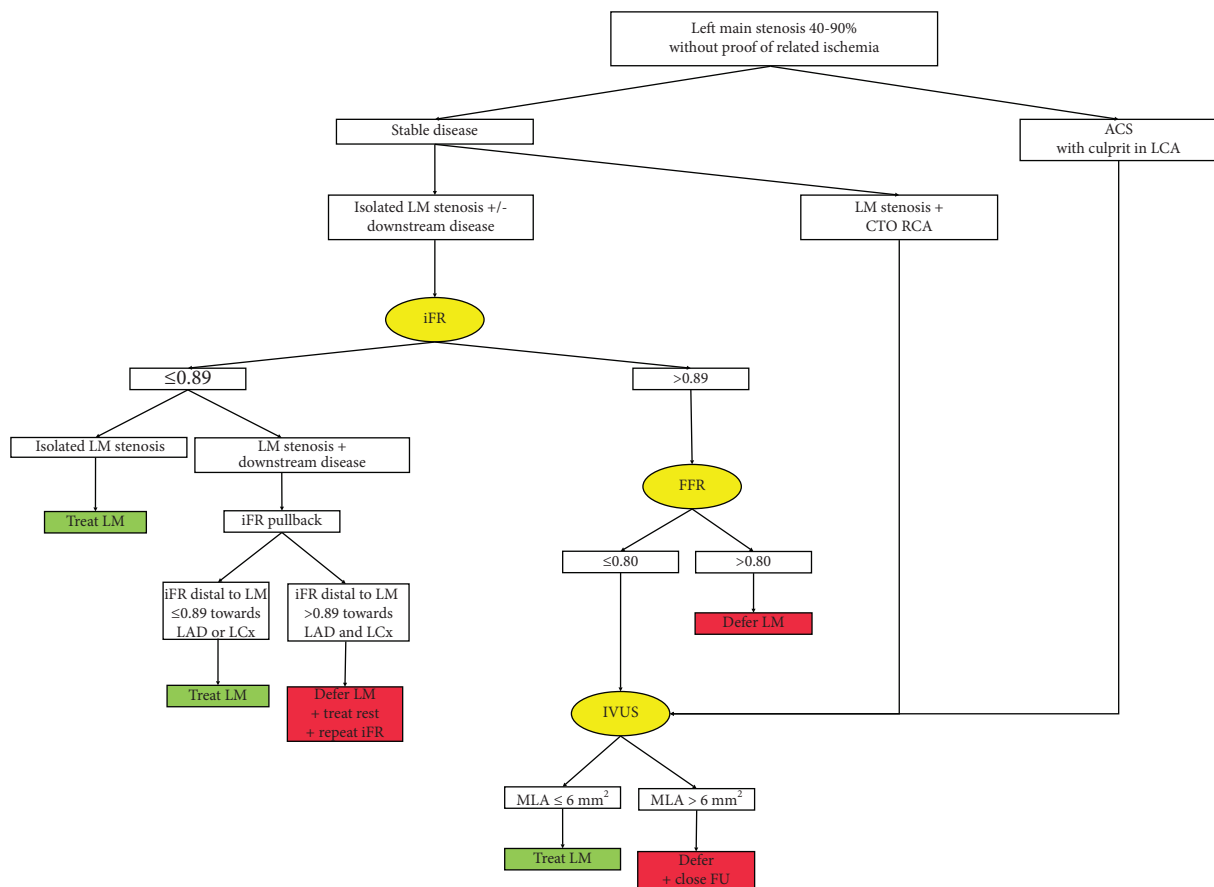 Left main stenosis 40-90%
without proof of related ischemia
Stable disease
ACS
with culprit in LCA
Isolated LM stenosis +/-
downstream disease
LM stenosis +
CTO RCA
iFR
≤0.89
>0.89
Isolated LM stenosis
LM stenosis +
downstream disease
FFR
Treat LM
iFR pullback
≤0.80
>0.80
iFR distal to LM
≤0.89 towards
LAD or LCx
iFR distal to LM
>0.89 towards
LAD and LCx
Defer LM
Treat LM
Defer LM
+ treat rest
+ repeat iFR
IVUS
MLA ≤ 6 mm²
MLA > 6 mm²
Treat LM
Defer
+ close FU